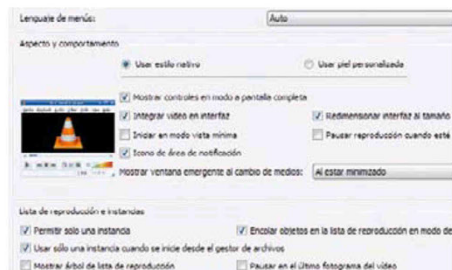 Lenguaje de menús: Auto
Aspecto y comportamiento
Usar estilo nativo Usar piel personalizada
Mostrar controles en modo a pantalla completa
Integrar video en interfaz Redimensionar interfaz al tamaño
Iniciar en modo vista mínima Pausar reproducción cuando esté
Icono de área de notificación
Mostrar ventana emergente al cambio de medios: Al estar minimizado
Lista de reproducción e instancias
Permitir solo una instancia Encolar objetos en la lista de reproducción en modo de
Usar sólo una instancia cuando se inicie desde el gestor de archivos
Mostrar árbol de lista de reproducción Pausar en el último fotograma del vídeo